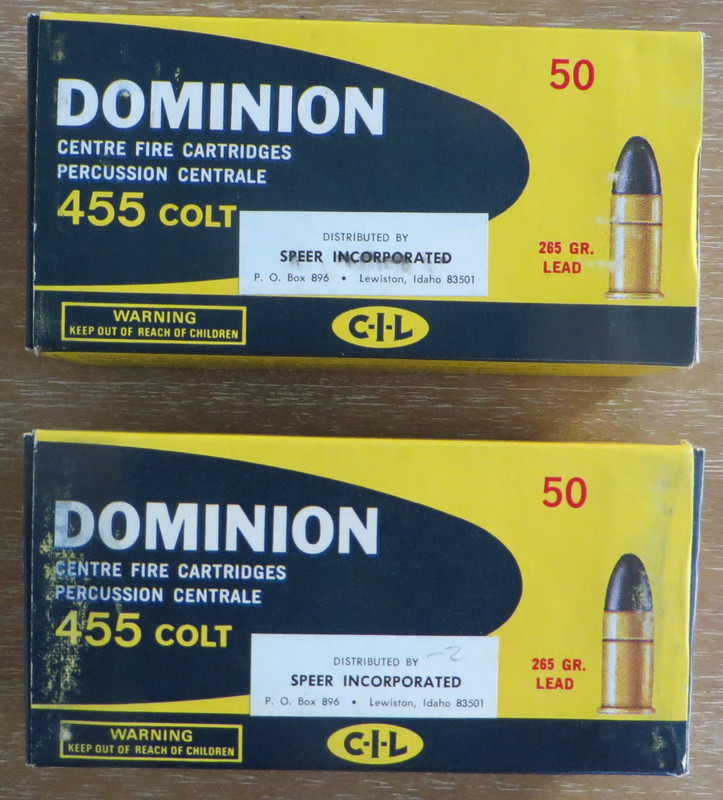 50
DOMINION
CENTRE FIRE CARTRIDGES
PERCUSSION CENTRALE
455 COLT
265 GR.
LEAD
DISTRIBUTED BY
SPEER INCORPORATED
P. O. Box 896 • Lewiston, Idaho 83501
WARNING
KEEP OUT OF REACH OF CHILDREN
C-I-L
50
DOMINION
CENTRE FIRE CARTRIDGES
PERCUSSION CENTRALE
455 COLT
265 GR.
LEAD
DISTRIBUTED BY -2
SPEER INCORPORATED
P. O. Box 896 • Lewiston, Idaho 83501
WARNING
KEEP OUT OF REACH OF CHILDREN
C-I-L